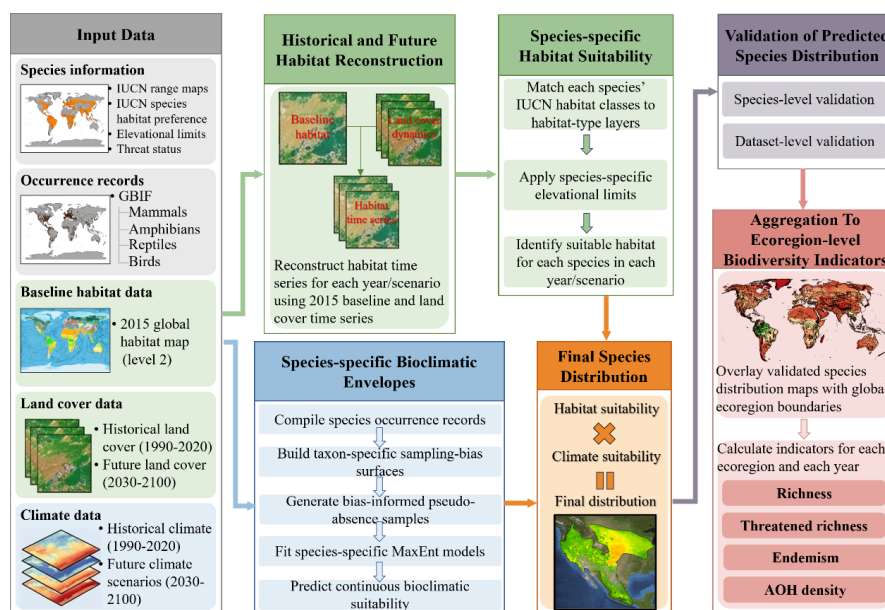 Input Data
Species information
• IUCN range maps
• IUCN species
habitat preference
• Elevational limits
• Threat status
Occurrence records
• GBIF
Mammals
Amphibians
Reptiles
Birds
Baseline habitat data
• 2015 global
habitat map
(level 2)
Land cover data
• Historical land
cover (1990-2020)
• Future land cover
(2030-2100)
Climate data
• Historical climate
(1990-2020)
• Future climate
scenarios (2030-
2100)
Historical and Future
Habitat Reconstruction
Baseline
habitat
Land cover
dynamics
Habitat
time series
Reconstruct habitat time
series for each year/scenario
using 2015 baseline and land
cover time series
Species-specific
Habitat Suitability
Match each species’
IUCN habitat classes to
habitat-type layers
Apply species-specific
elevational limits
Identify suitable habitat
for each species in each
year/scenario
Species-specific Bioclimatic
Envelopes
Compile species occurrence records
Build taxon-specific sampling-bias
surfaces
Generate bias-informed pseudo-
absence samples
Fit species-specific MaxEnt models
Predict continuous bioclimatic
suitability
Final Species
Distribution
Habitat suitability
Climate suitability
Final distribution
Validation of Predicted
Species Distribution
Species-level validation
Dataset-level validation
Aggregation To
Ecoregion-level
Biodiversity Indicators
Overlay validated species
distribution maps with global
ecoregion boundaries
Calculate indicators for each
ecoregion and each year
Richness
Threatened richness
Endemism
AOH density